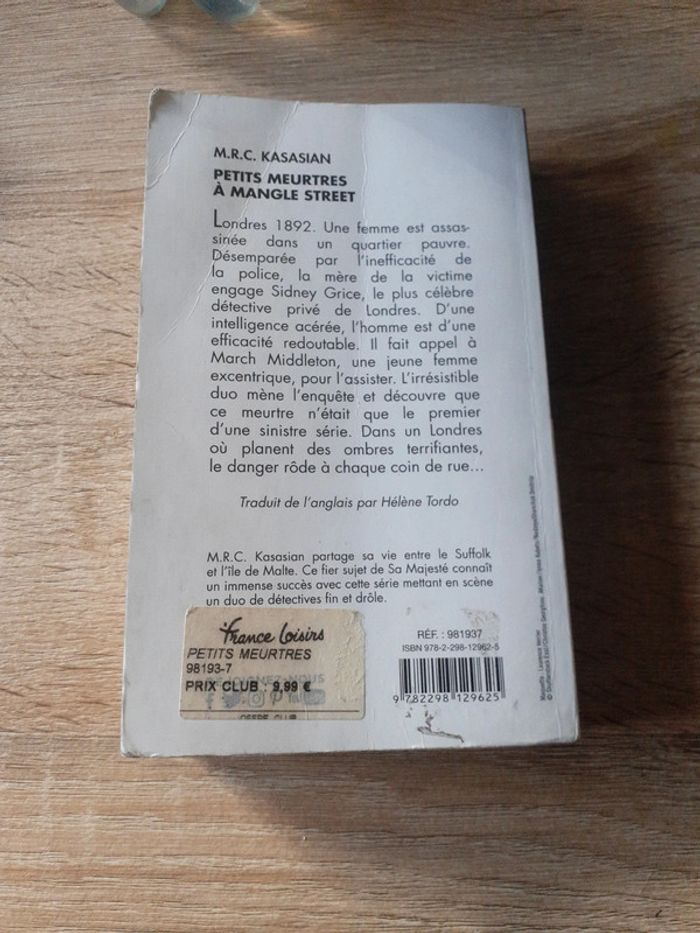 M.R.C. KASASIAN
PETITS MEURTRES
À MANGLE STREET
Londres 1892. Une femme est assas-
sinée dans un quartier pauvre.
Désemparée par l'inefficacité de
la police, la mère de la victime
engage Sidney Grice, le plus célèbre
détective privé de Londres. D'une
intelligence acérée, l'homme est d'une
efficacité redoutable. Il fait appel à
March Middleton, une jeune femme
excentrique, pour l'assister. L'irrésistible
duo mène l'enquête et découvre que
ce meurtre n'était que le premier
d'une sinistre série. Dans un Londres
où planent des ombres terrifiantes,
le danger rôde à chaque coin de rue...
Traduit de l'anglais par Hélène Tordo
M.R.C. Kasasian partage sa vie entre le Suffolk
et l'île de Malte. Ce fier sujet de Sa Majesté connaît
un immense succès avec cette série mettant en scène
un duo de détectives fin et drôle.
France Loisirs
PETITS MEURTRES
98193-7
PRIX CLUB : 9,99 €
RÉF. : 981937
ISBN 978-2-298-12962-5
9 782298 129625
Maquette : Laurence Verrier